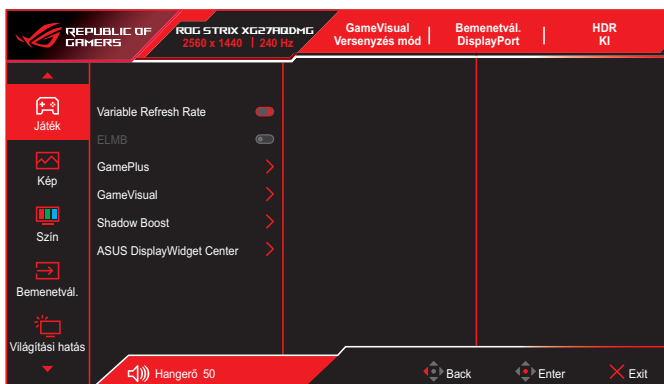 REPUBLIC OF
GAMERS
ROG STRIX XG27AQDMG
2560 x 1440 | 240 Hz
GameVisual
Versenyzés mód
Bemenetvál.
DisplayPort
HDR
KI
Játék
Kép
Szín
Bemenetvál.
Világítási hatás
Variable Refresh Rate
ELMB
GamePlus
GameVisual
Shadow Boost
ASUS DisplayWidget Center
Hangerő 50
Back
Enter
Exit